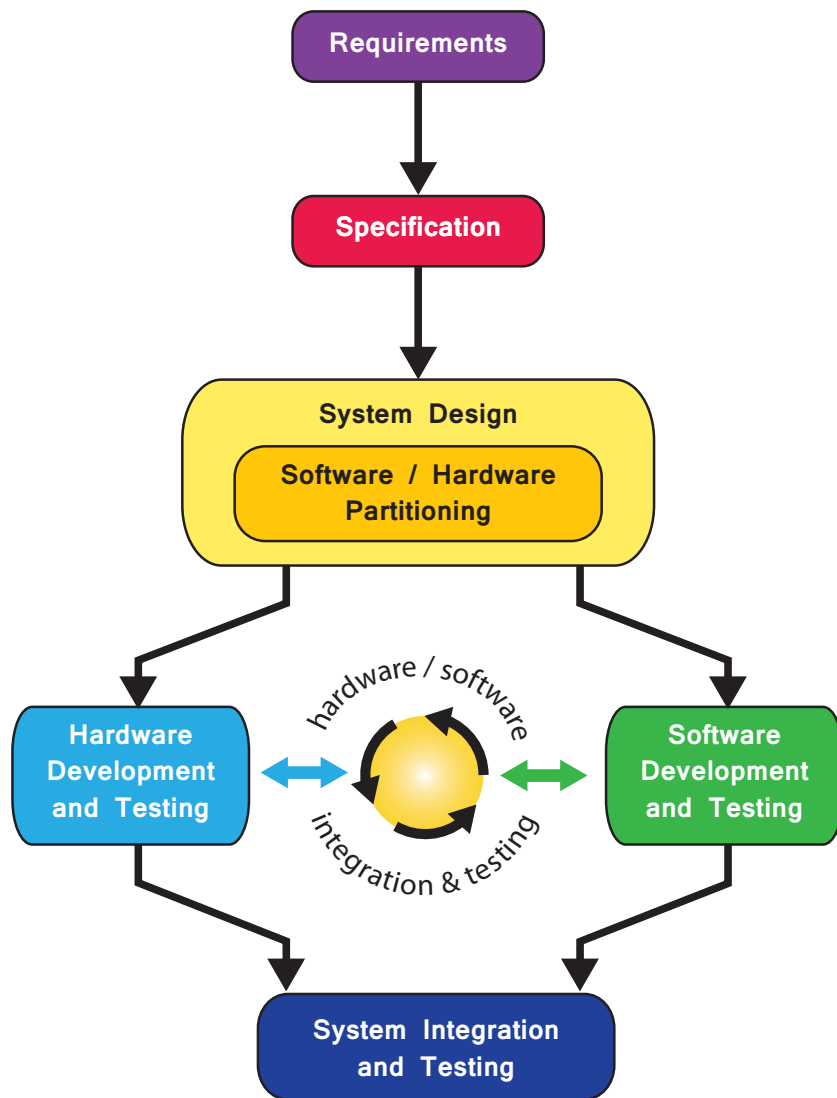 Requirements
Specification
System Design
Software / Hardware
Partitioning
hardware / software
Hardware
Development
and Testing
Software
Development
and Testing
integration & testing
System Integration
and Testing